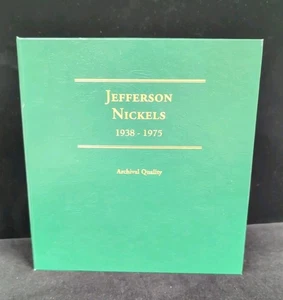 JEFFERSON
NICKELS
1938 - 1975
Archival Quality